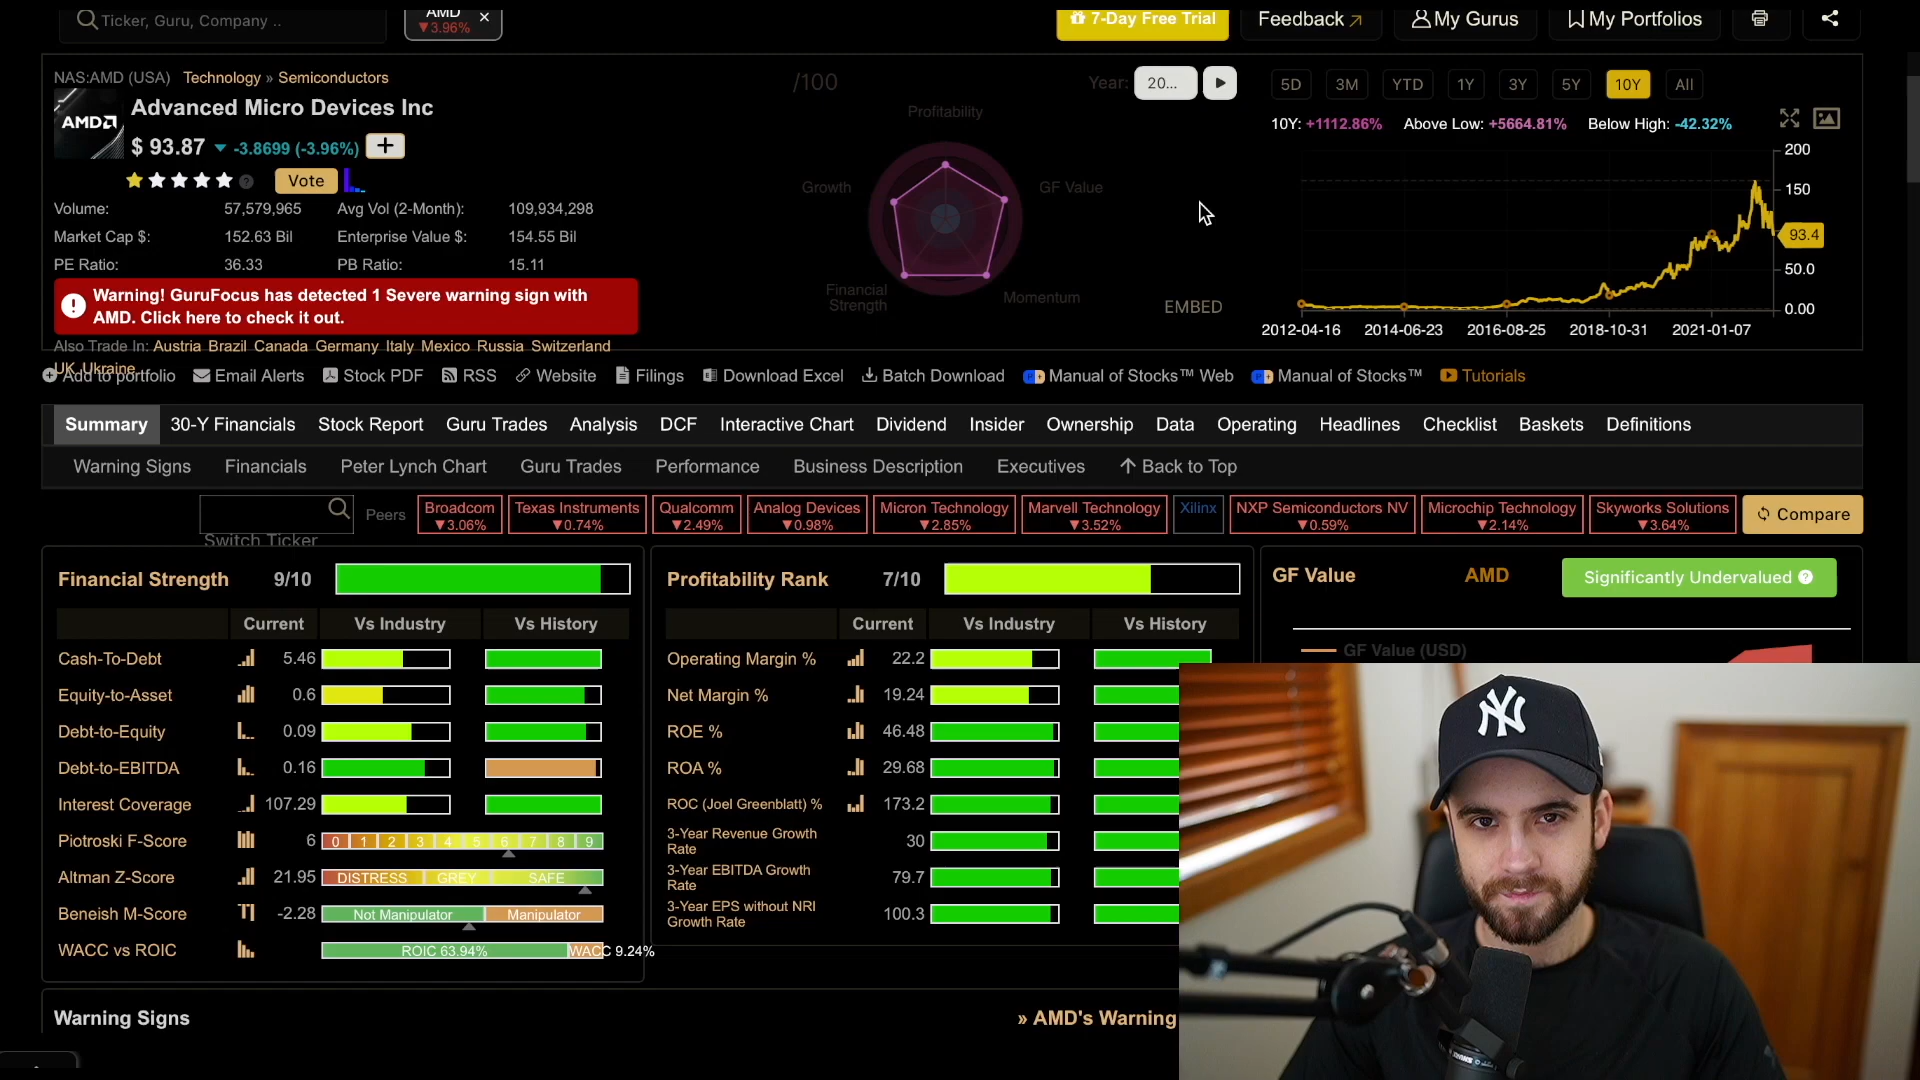 Ticker, Guru, Company ..
AMD ×
▼3.96%
7-Day Free Trial
Feedback
My Gurus
My Portfolios
NAS:AMD (USA) Technology » Semiconductors
AMD
Advanced Micro Devices Inc
$ 93.87 ▼ -3.8699 (-3.96%) +
Vote
Volume: 57,579,965 Avg Vol (2-Month): 109,934,298
Market Cap $: 152.63 Bil Enterprise Value $: 154.55 Bil
PE Ratio: 36.33 PB Ratio: 15.11
Warning! GuruFocus has detected 1 Severe warning sign with
AMD. Click here to check it out.
Also Trade In: Austria Brazil Canada Germany Italy Mexico Russia Switzerland
UK Ukraine
/100
Year: 20...
Profitability
Growth
GF Value
Financial
Strength
Momentum
EMBED
5D 3M YTD 1Y 3Y 5Y 10Y All
10Y: +1112.86% Above Low: +5664.81% Below High: -42.32%
200
150
93.4
50.0
0.00
2012-04-16 2014-06-23 2016-08-25 2018-10-31 2021-01-07
Add to portfolio Email Alerts Stock PDF RSS Website Filings Download Excel Batch Download Manual of Stocks™ Web Manual of Stocks™ Tutorials
Summary 30-Y Financials Stock Report Guru Trades Analysis DCF Interactive Chart Dividend Insider Ownership Data Operating Headlines Checklist Baskets Definitions
Warning Signs Financials Peter Lynch Chart Guru Trades Performance Business Description Executives ↑ Back to Top
Switch Ticker
Peers
Broadcom ▼3.06%
Texas Instruments ▼0.74%
Qualcomm ▼2.49%
Analog Devices ▼0.98%
Micron Technology ▼2.85%
Marvell Technology ▼3.52%
Xilinx
NXP Semiconductors NV ▼0.59%
Microchip Technology ▼2.14%
Skyworks Solutions ▼3.64%
Compare
Financial Strength 9/10
Current Vs Industry Vs History
Cash-To-Debt 5.46
Equity-to-Asset 0.6
Debt-to-Equity 0.09
Debt-to-EBITDA 0.16
Interest Coverage 107.29
Piotroski F-Score 6 0 1 2 3 4 5 6 7 8 9
Altman Z-Score 21.95 DISTRESS GREY SAFE
Beneish M-Score -2.28 Not Manipulator Manipulator
WACC vs ROIC ROIC 63.94% WACC 9.24%
Profitability Rank 7/10
Current Vs Industry Vs History
Operating Margin % 22.2
Net Margin % 19.24
ROE % 46.48
ROA % 29.68
ROC (Joel Greenblatt) % 173.2
3-Year Revenue Growth
Rate 30
3-Year EBITDA Growth
Rate 79.7
3-Year EPS without NRI
Growth Rate 100.3
GF Value AMD Significantly Undervalued
GF Value (USD)
NY
Warning Signs
» AMD's Warning